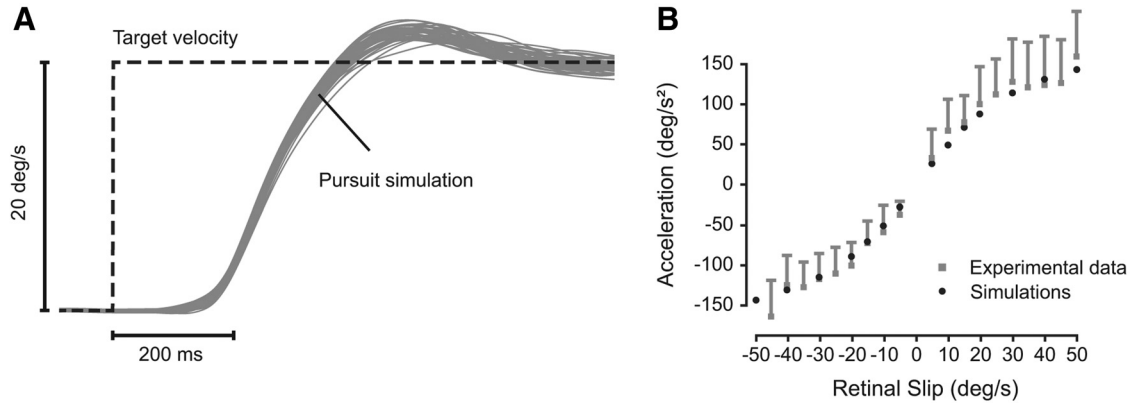 A
Target velocity
20 deg/s
Pursuit simulation
200 ms
B
Acceleration (deg/s²)
150
100
50
0
-50
-100
-150
Experimental data
Simulations
-50 -40 -30 -20 -10 0 10 20 30 40 50
Retinal Slip (deg/s)